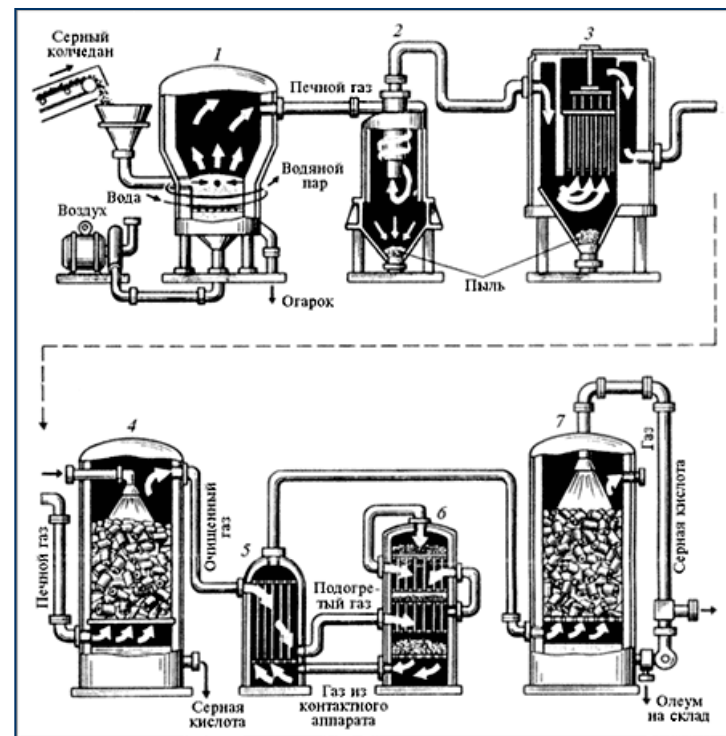 Серный
колчедан
1
2
3
Печной газ
Водяной
пар
Вода
Воздух
Огарок
Пыль
4
5
6
7
Печной газ
Очищенный
газ
Подогре-
тый газ
Газ
Серная кислота
Серная
кислота
Газ из
контактного
аппарата
Олеум
на склад